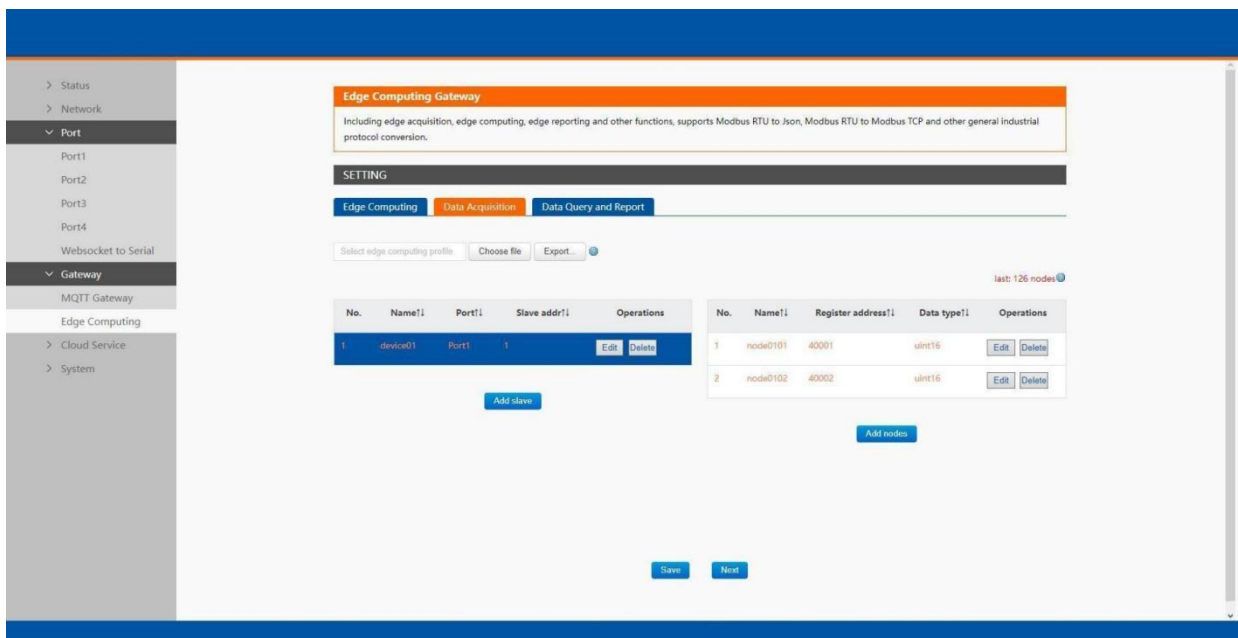 Status
Network
Port
Port1
Port2
Port3
Port4
Websocket to Serial
Gateway
MQTT Gateway
Edge Computing
Cloud Service
System
Edge Computing Gateway
Including edge acquisition, edge computing, edge reporting and other functions, supports Modbus RTU to Json, Modbus RTU to Modbus TCP and other general industrial
protocol conversion.
SETTING
Edge Computing Data Acquisition Data Query and Report
Select edge computing profile Choose file Export...
last: 126 nodes
No. Name↑↓ Port↑↓ Slave addr↑↓ Operations
1 device01 Port1 1 Edit Delete
Add slave
No. Name↑↓ Register address↑↓ Data type↑↓ Operations
1 node0101 40001 uint16 Edit Delete
2 node0102 40002 uint16 Edit Delete
Add nodes
Save Next